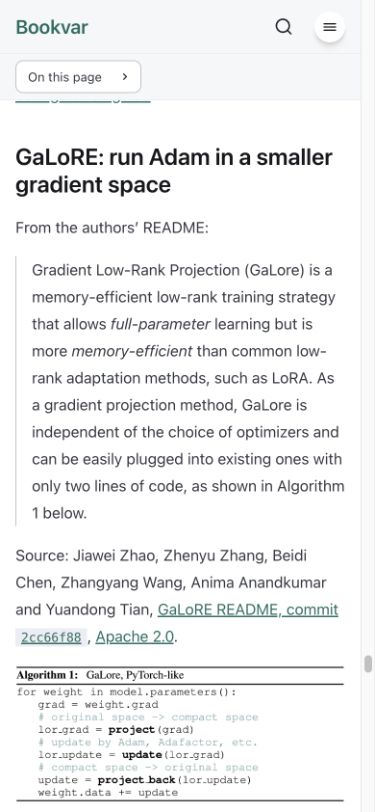 Bookvar
On this page
GaLoRE: run Adam in a smaller
gradient space
From the authors’ README:
Gradient Low-Rank Projection (GaLore) is a
memory-efficient low-rank training strategy
that allows full-parameter learning but is
more memory-efficient than common low-
rank adaptation methods, such as LoRA. As
a gradient projection method, GaLore is
independent of the choice of optimizers and
can be easily plugged into existing ones with
only two lines of code, as shown in Algorithm
1 below.
Source: Jiawei Zhao, Zhenyu Zhang, Beidi
Chen, Zhangyang Wang, Anima Anandkumar
and Yuandong Tian, GaLoRE README, commit
2cc66f88 , Apache 2.0.
Algorithm 1: GaLore, PyTorch-like
for weight in model.parameters():
grad = weight.grad
# original space -> compact space
lor_grad = project(grad)
# update by Adam, Adafactor, etc.
lor_update = update(lor_grad)
# compact space -> original space
update = project_back(lor_update)
weight.data += update